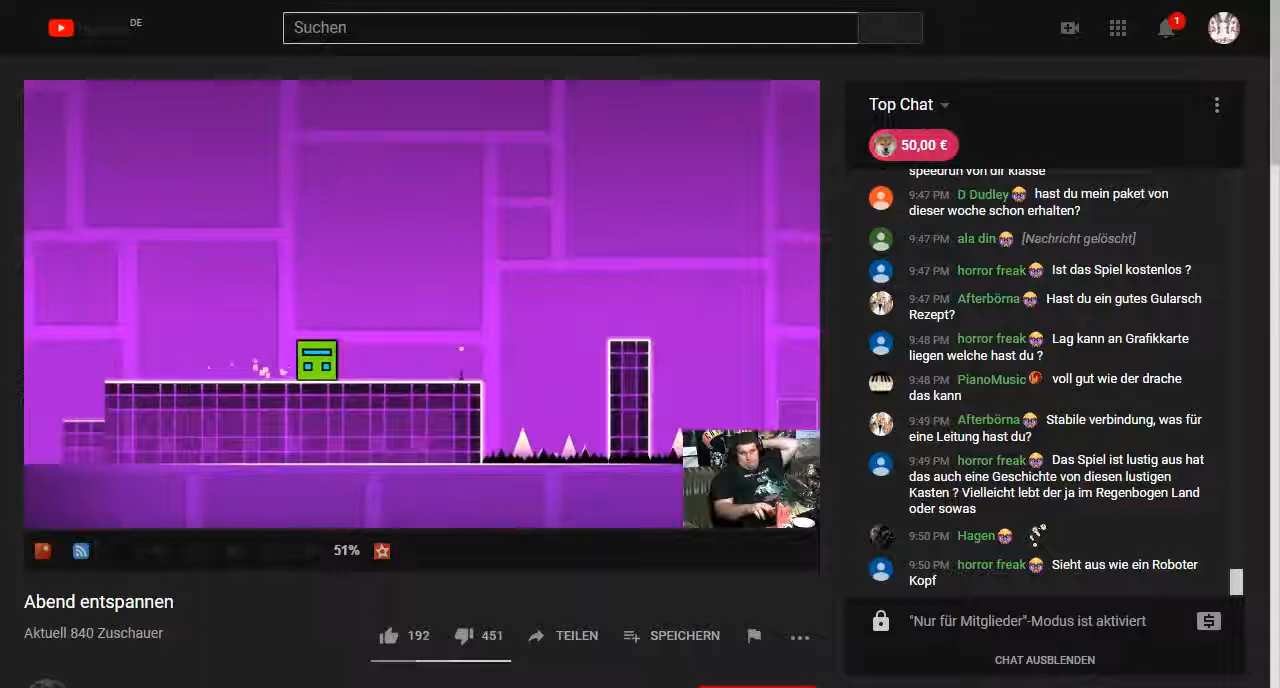 DE
Suchen
1
Top Chat
50,00 €
speedrun von dir klasse
9:47 PM D Dudley hast du mein paket von
dieser woche schon erhalten?
9:47 PM ala din [Nachricht gelöscht]
9:47 PM horror freak Ist das Spiel kostenlos ?
9:47 PM Afterbörna Hast du ein gutes Gularsch
Rezept?
9:48 PM horror freak Lag kann an Grafikkarte
liegen welche hast du ?
9:48 PM PianoMusic voll gut wie der drache
das kann
9:49 PM Afterbörna Stabile verbindung, was für
eine Leitung hast du?
9:49 PM horror freak Das Spiel ist lustig aus hat
das auch eine Geschichte von diesen lustigen
Kasten ? Vielleicht lebt der ja im Regenbogen Land
oder sowas
9:50 PM Hagen
9:50 PM horror freak Sieht aus wie ein Roboter
Kopf
51%
Abend entspannen
Aktuell 840 Zuschauer
192
451
TEILEN
SPEICHERN
"Nur für Mitglieder"-Modus ist aktiviert
CHAT AUSBLENDEN